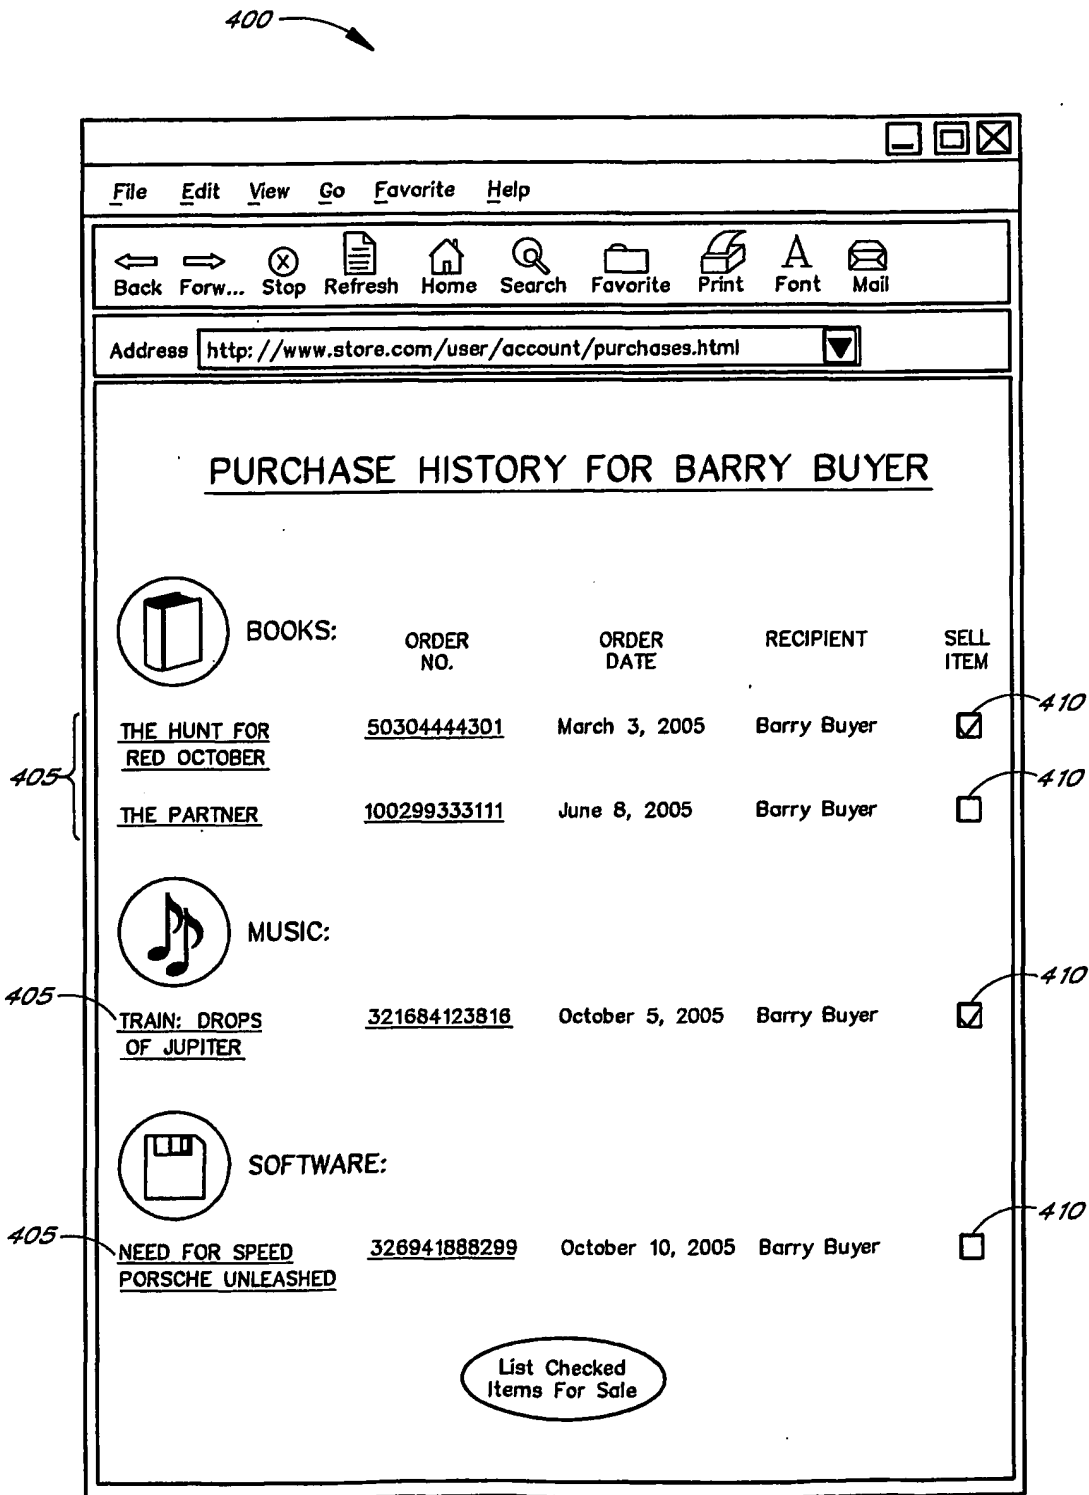 400
File Edit View Go Favorite Help
Back Forw... Stop Refresh Home Search Favorite Print Font Mail
Address http://www.store.com/user/account/purchases.html
PURCHASE HISTORY FOR BARRY BUYER
BOOKS: ORDER NO. ORDER DATE RECIPIENT SELL ITEM
410
THE HUNT FOR 50304444301 March 3, 2005 Barry Buyer
RED OCTOBER
405
410
THE PARTNER 100299333111 June 8, 2005 Barry Buyer
MUSIC:
405
410
TRAIN: DROPS 321684123816 October 5, 2005 Barry Buyer
OF JUPITER
SOFTWARE:
405
410
NEED FOR SPEED 326941888299 October 10, 2005 Barry Buyer
PORSCHE UNLEASHED
List Checked
Items For Sale